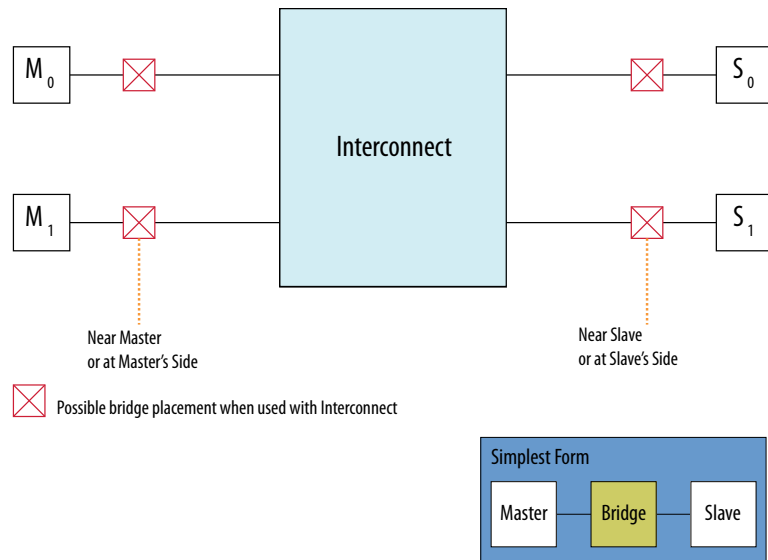 M0
S0
Interconnect
M1
S1
Near Master
or at Master's Side
Near Slave
or at Slave's Side
Possible bridge placement when used with Interconnect
Simplest Form
Master
Bridge
Slave